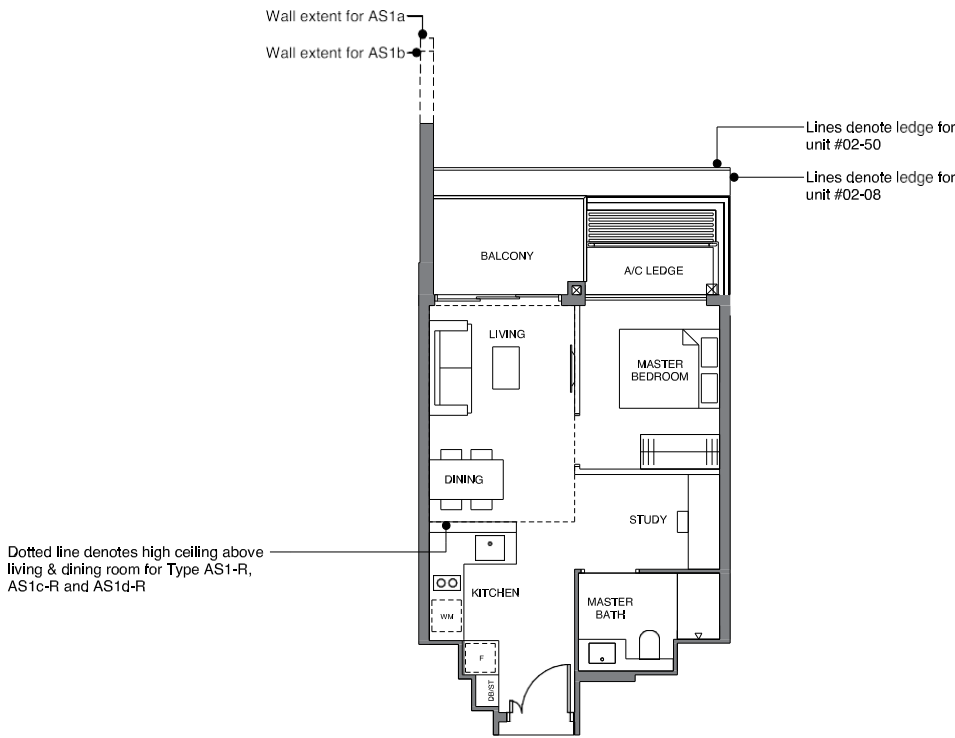 Wall extent for AS1a
Wall extent for AS1b
Lines denote ledge for
unit #02-50
Lines denote ledge for
unit #02-08
BALCONY
A/C LEDGE
LIVING
MASTER
BEDROOM
DINING
STUDY
Dotted line denotes high ceiling above
living & dining room for Type AS1-R,
AS1c-R and AS1d-R
KITCHEN
MASTER
BATH
WM
F
DB/ST